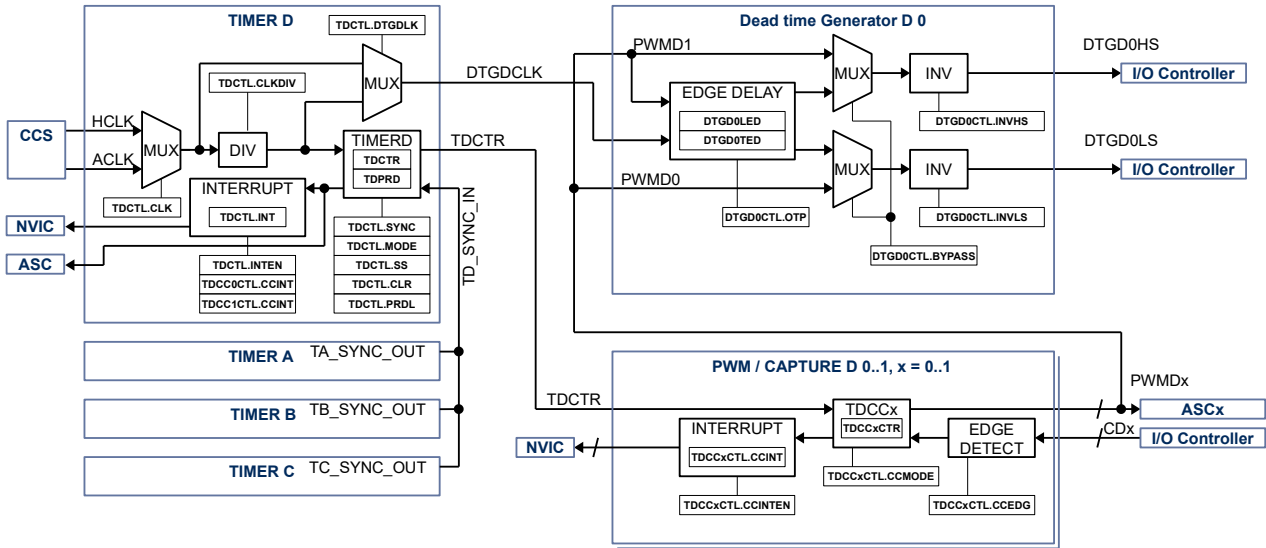 TIMER D
TDCTL.DTGDLK
MUX
DTGDCLK
TDCTL.CLKDIV
CCS
HCLK
ACLK
MUX
DIV
TIMERD
TDCTR
TDPRD
TDCTR
TDCTL.CLK
INTERRUPT
TDCTL.INT
NVIC
ASC
TDCTL.INTEN
TDCC0CTL.CCINT
TDCC1CTL.CCINT
TDCTL.SYNC
TDCTL.MODE
TDCTL.SS
TDCTL.CLR
TDCTL.PRDL
TD_SYNC_IN
TIMER A
TA_SYNC_OUT
TIMER B
TB_SYNC_OUT
TIMER C
TC_SYNC_OUT
Dead time Generator D 0
PWMD1
MUX
INV
DTGD0HS
I/O Controller
EDGE DELAY
DTGD0LED
DTGD0TED
DTGD0CTL.INVHS
DTGD0LS
PWMD0
MUX
INV
I/O Controller
DTGD0CTL.OTP
DTGD0CTL.INVLS
DTGD0CTL.BYPASS
PWM / CAPTURE D 0..1, x = 0..1
TDCTR
TDCCx
TDCCxCTR
PWMDx
ASCx
NVIC
INTERRUPT
TDCCxCTL.CCINT
EDGE
DETECT
CDx
I/O Controller
TDCCxCTL.CCMODE
TDCCxCTL.CCINTEN
TDCCxCTL.CCEDG